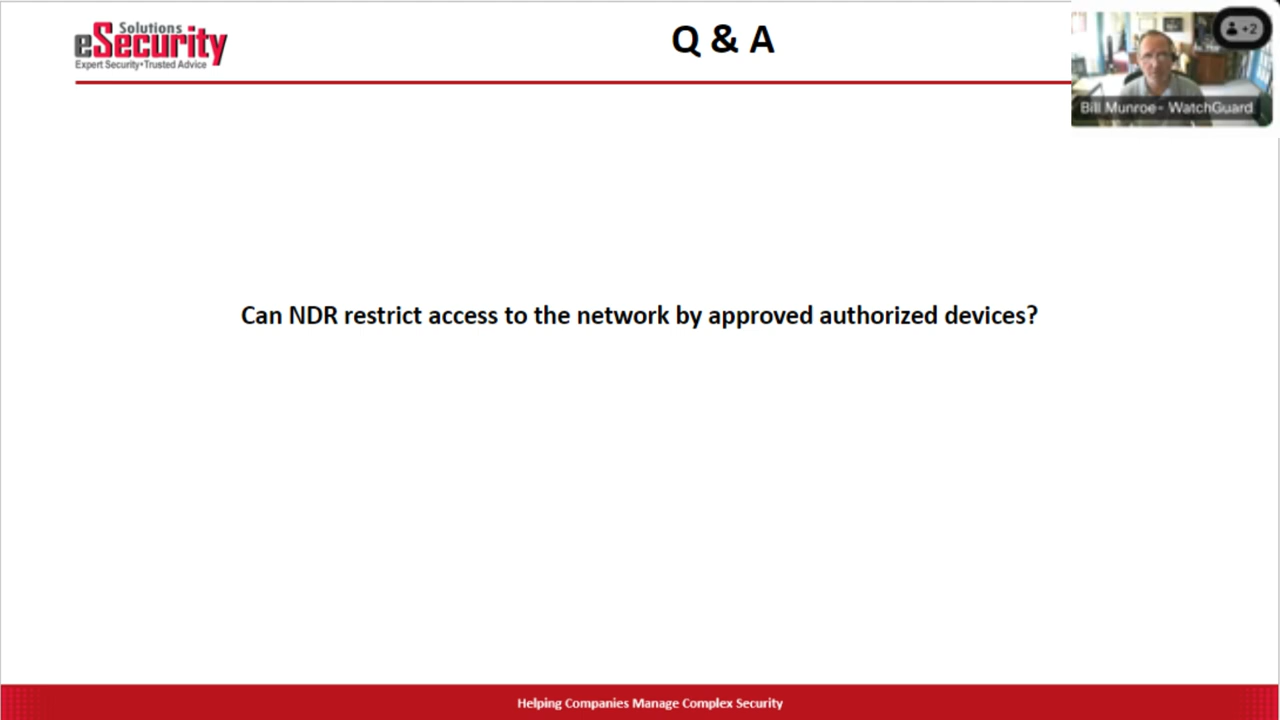 Solutions
eSecurity
Expert Security•Trusted Advice
Q & A
+2
Bill Munroe- WatchGuard
Can NDR restrict access to the network by approved authorized devices?
Helping Companies Manage Complex Security